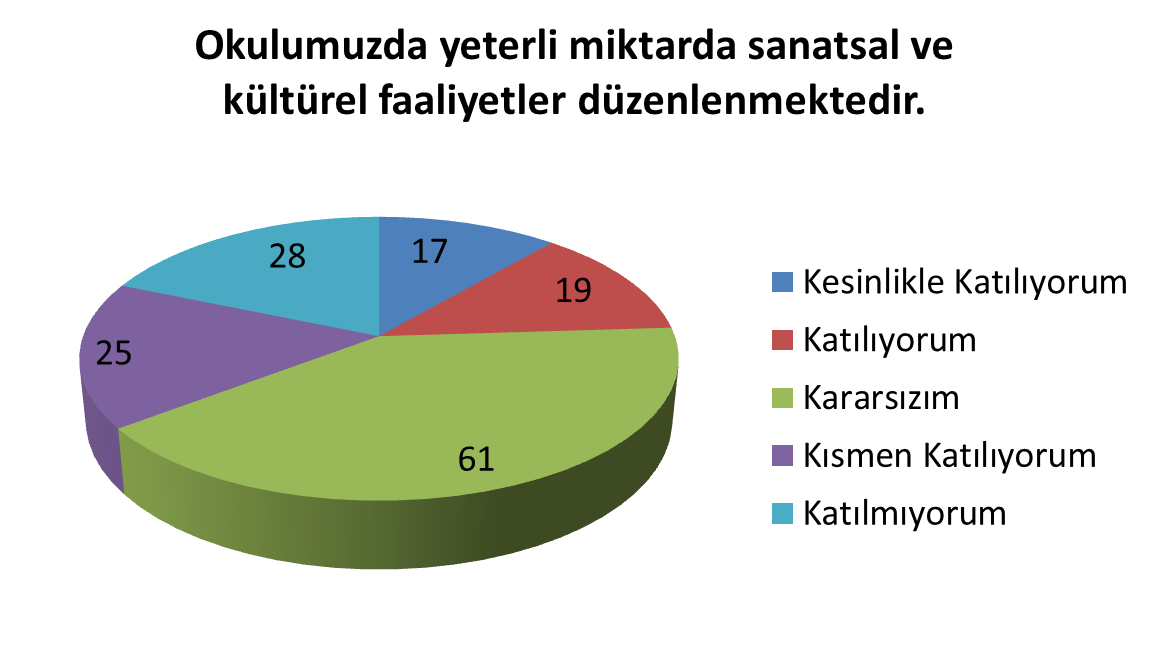 Okulumuzda yeterli miktarda sanatsal ve
kültürel faaliyetler düzenlenmektedir.
28
17
19
25
61
Kesinlikle Katılıyorum
Katılıyorum
Kararsızım
Kısmen Katılıyorum
Katılmıyorum